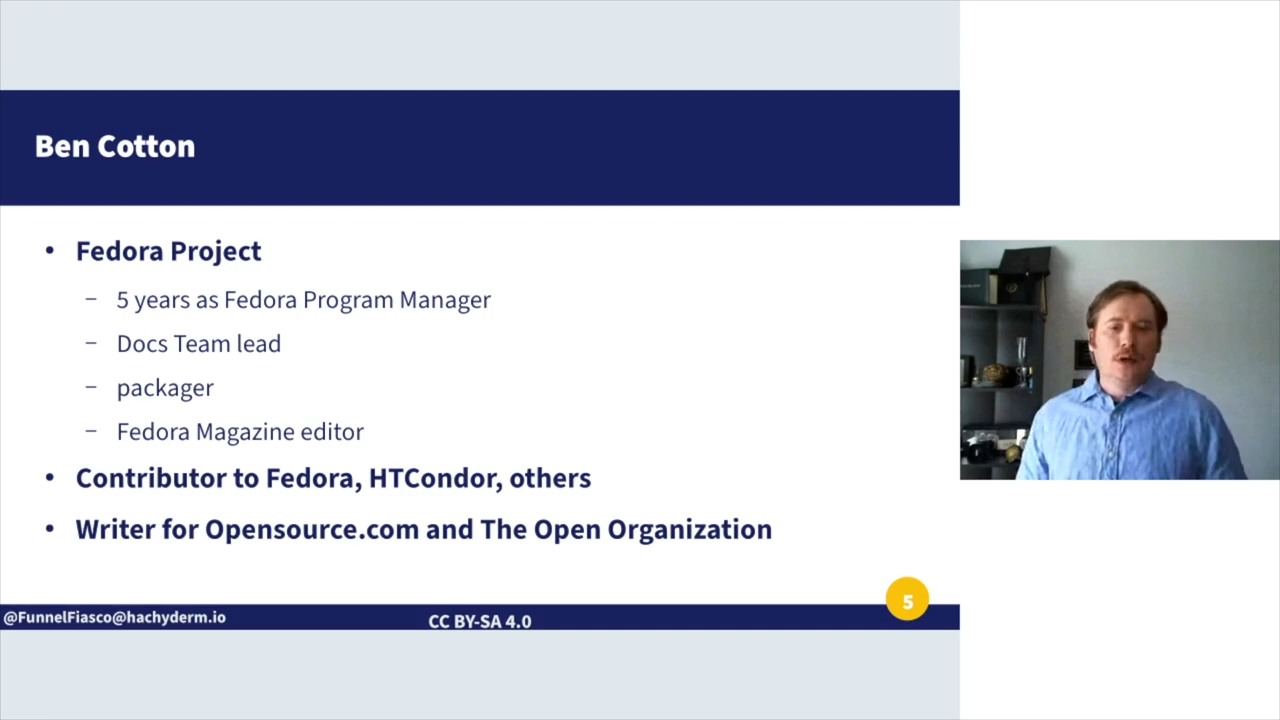 Ben Cotton
• Fedora Project
– 5 years as Fedora Program Manager
– Docs Team lead
– packager
– Fedora Magazine editor
• Contributor to Fedora, HTCondor, others
• Writer for Opensource.com and The Open Organization
5
@FunnelFiasco@hachyderm.io
CC BY-SA 4.0